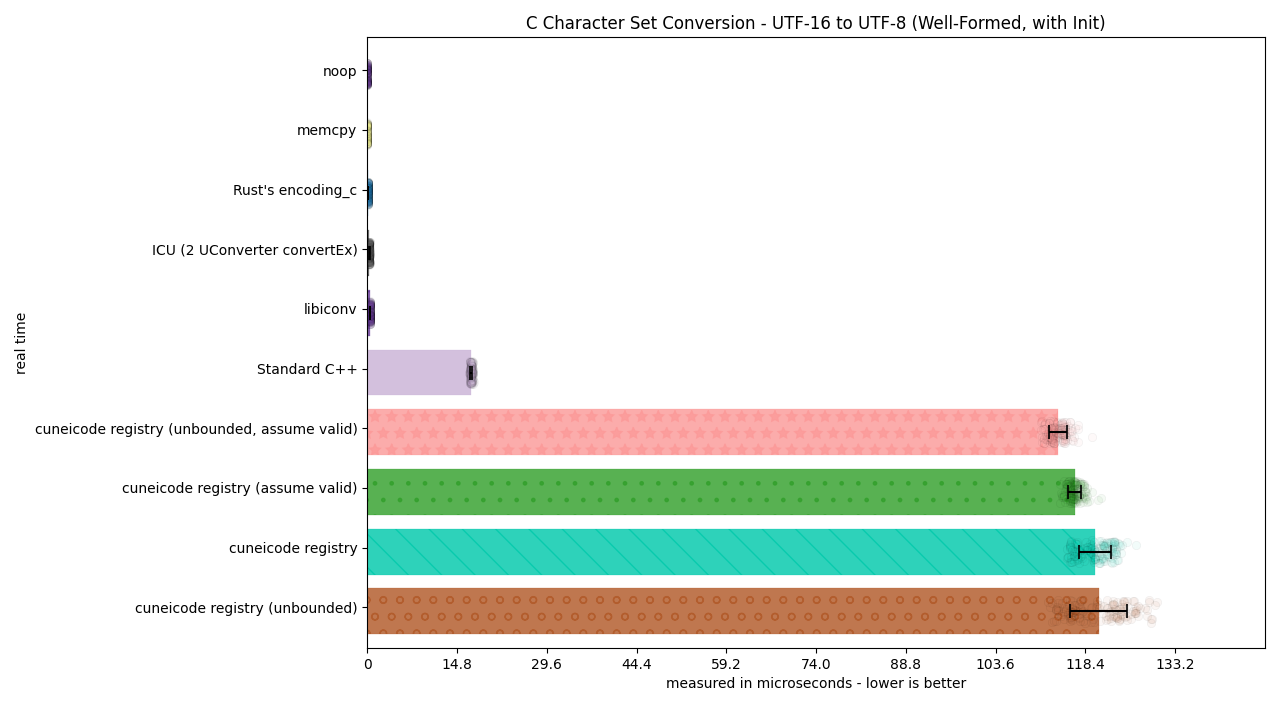 C Character Set Conversion - UTF-16 to UTF-8 (Well-Formed, with Init)
noop
memcpy
Rust's encoding_c
ICU (2 UConverter convertEx)
libiconv
Standard C++
cuneicode registry (unbounded, assume valid)
cuneicode registry (assume valid)
cuneicode registry
cuneicode registry (unbounded)
real time
0 14.8 29.6 44.4 59.2 74.0 88.8 103.6 118.4 133.2
measured in microseconds - lower is better